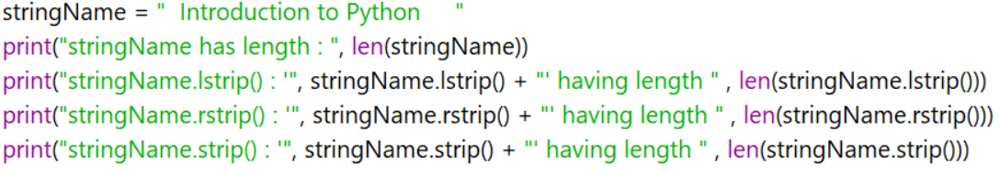 stringName = "  Introduction to Python     "
print("stringName has length : ", len(stringName))
print("stringName.lstrip() : '", stringName.lstrip() + "' having length " , len(stringName.lstrip()))
print("stringName.rstrip() : '", stringName.rstrip() + "' having length " , len(stringName.rstrip()))
print("stringName.strip() : '", stringName.strip() + "' having length " , len(stringName.strip()))